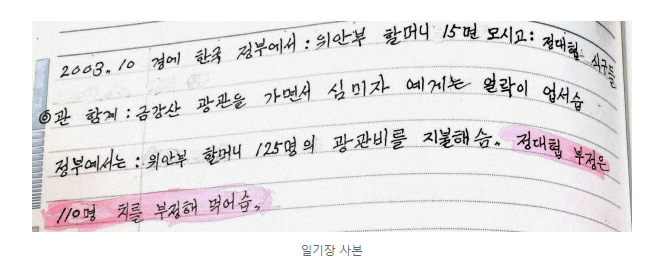 2003. 10 경에 한국 정부에서 : 위안부 할머니 15명 모시고 : 정대협 식구들
◎관 함게 : 금강산 광관을 가면서 심미자 에게는 열락이 업서습
정부에서는 : 위안부 할머니 125명의 광관비를 지불해슴. 정대협 부정은
110명 치를 부정해 먹어습.
일기장 사본